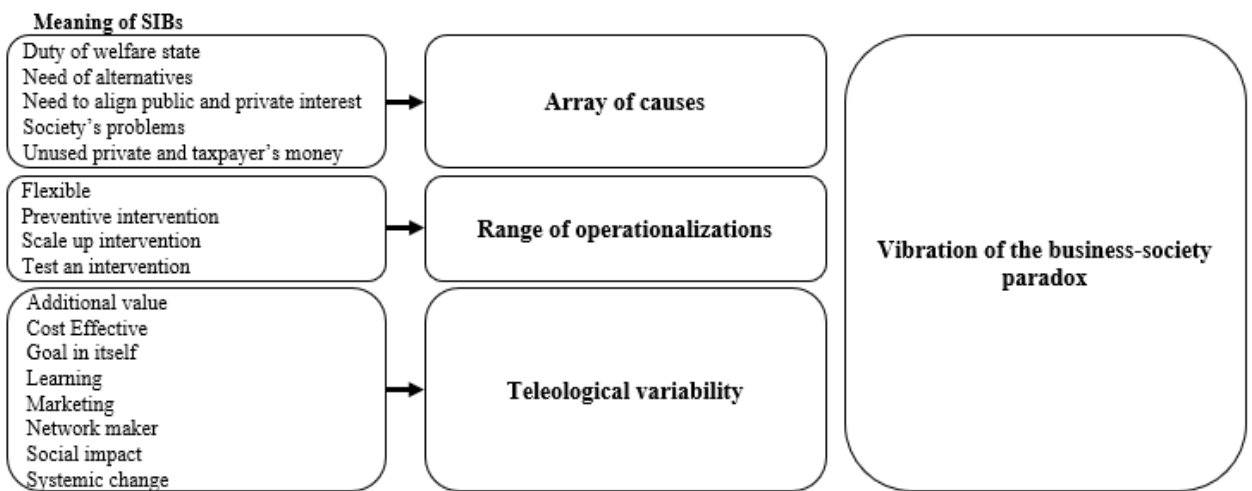 Meaning of SIBs
Duty of welfare state
Need of alternatives
Need to align public and private interest
Society's problems
Unused private and taxpayer's money
Array of causes
Flexible
Preventive intervention
Scale up intervention
Test an intervention
Range of operationalizations
Additional value
Cost Effective
Goal in itself
Learning
Marketing
Network maker
Social impact
Systemic change
Teleological variability
Vibration of the business-society
paradox